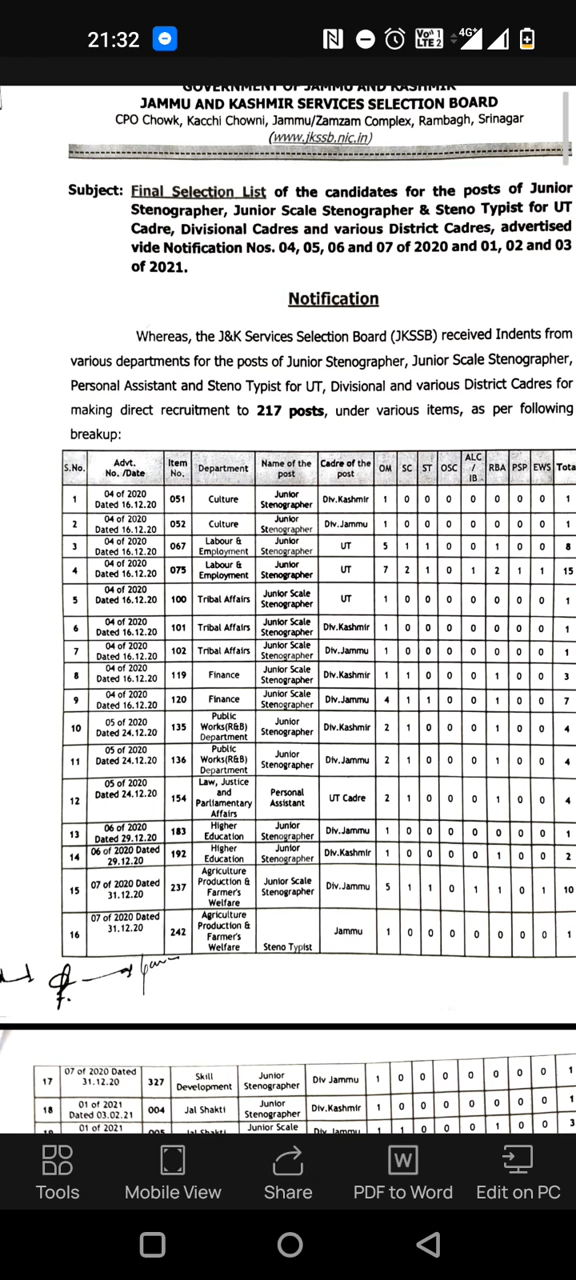 21:32
Vo 1
LTE 2
4G+
GOVERNMENT OF JAMMU AND KASHMIR
JAMMU AND KASHMIR SERVICES SELECTION BOARD
CPO Chowk, Kacchi Chowni, Jammu/Zamzam Complex, Rambagh, Srinagar
(www.jkssb.nic.in)
Subject: Final Selection List of the candidates for the posts of Junior
Stenographer, Junior Scale Stenographer & Steno Typist for UT
Cadre, Divisional Cadres and various District Cadres, advertised
vide Notification Nos. 04, 05, 06 and 07 of 2020 and 01, 02 and 03
of 2021.
Notification
Whereas, the J&K Services Selection Board (JKSSB) received Indents from
various departments for the posts of Junior Stenographer, Junior Scale Stenographer,
Personal Assistant and Steno Typist for UT, Divisional and various District Cadres for
making direct recruitment to 217 posts, under various items, as per following
breakup:
S.No. Advt. No. /Date Item No. Department Name of the post Cadre of the post OM SC ST OSC ALC / IB RBA PSP EWS Tota
1 04 of 2020 Dated 16.12.20 051 Culture Junior Stenographer Div.Kashmir 1 0 0 0 0 0 0 0 1
2 04 of 2020 Dated 16.12.20 052 Culture Junior Stenographer Div.Jammu 1 0 0 0 0 0 0 0 1
3 04 of 2020 Dated 16.12.20 067 Labour & Employment Junior Stenographer UT 5 1 1 0 0 1 0 0 8
4 04 of 2020 Dated 16.12.20 075 Labour & Employment Junior Stenographer UT 7 2 1 0 1 2 1 1 15
5 04 of 2020 Dated 16.12.20 100 Tribal Affairs Junior Scale Stenographer UT 1 0 0 0 0 0 0 0 1
6 04 of 2020 Dated 16.12.20 101 Tribal Affairs Junior Scale Stenographer Div.Kashmir 1 0 0 0 0 0 0 0 1
7 04 of 2020 Dated 16.12.20 102 Tribal Affairs Junior Scale Stenographer Div.Jammu 1 0 0 0 0 0 0 0 1
8 04 of 2020 Dated 16.12.20 119 Finance Junior Scale Stenographer Div.Kashmir 1 1 0 0 0 1 0 0 3
9 04 of 2020 Dated 16.12.20 120 Finance Junior Scale Stenographer Div.Jammu 4 1 1 0 0 1 0 0 7
10 05 of 2020 Dated 24.12.20 135 Public Works(R&B) Department Junior Stenographer Div.Kashmir 2 1 0 0 0 1 0 0 4
11 05 of 2020 Dated 24.12.20 136 Public Works(R&B) Department Junior Stenographer Div.Jammu 2 1 0 0 0 1 0 0 4
12 05 of 2020 Dated 24.12.20 154 Law, Justice and Parliamentary Affairs Personal Assistant UT Cadre 2 1 0 0 0 1 0 0 4
13 06 of 2020 Dated 29.12.20 183 Higher Education Junior Stenographer Div.Jammu 1 0 0 0 0 0 0 0 1
14 06 of 2020 Dated 29.12.20 192 Higher Education Junior Stenographer Div.Kashmir 1 0 0 0 0 1 0 0 2
15 07 of 2020 Dated 31.12.20 237 Agriculture Production & Farmer's Welfare Junior Scale Stenographer Div.Jammu 5 1 1 0 1 1 0 1 10
16 07 of 2020 Dated 31.12.20 242 Agriculture Production & Farmer's Welfare Steno Typist Jammu 1 0 0 0 0 0 0 0 1
17 07 of 2020 Dated 31.12.20 327 Skill Development Junior Stenographer Div Jammu 1 0 0 0 0 0 0 0 1
18 01 of 2021 Dated 03.02.21 004 Jal Shakti Junior Stenographer Div.Kashmir 1 0 0 0 0 0 0 0 1
19 01 of 2021 005 Jal Shakti Junior Scale Div.Jammu 1 1 0 0 0 1 0 0 3
Tools
Mobile View
Share
W
PDF to Word
Edit on PC